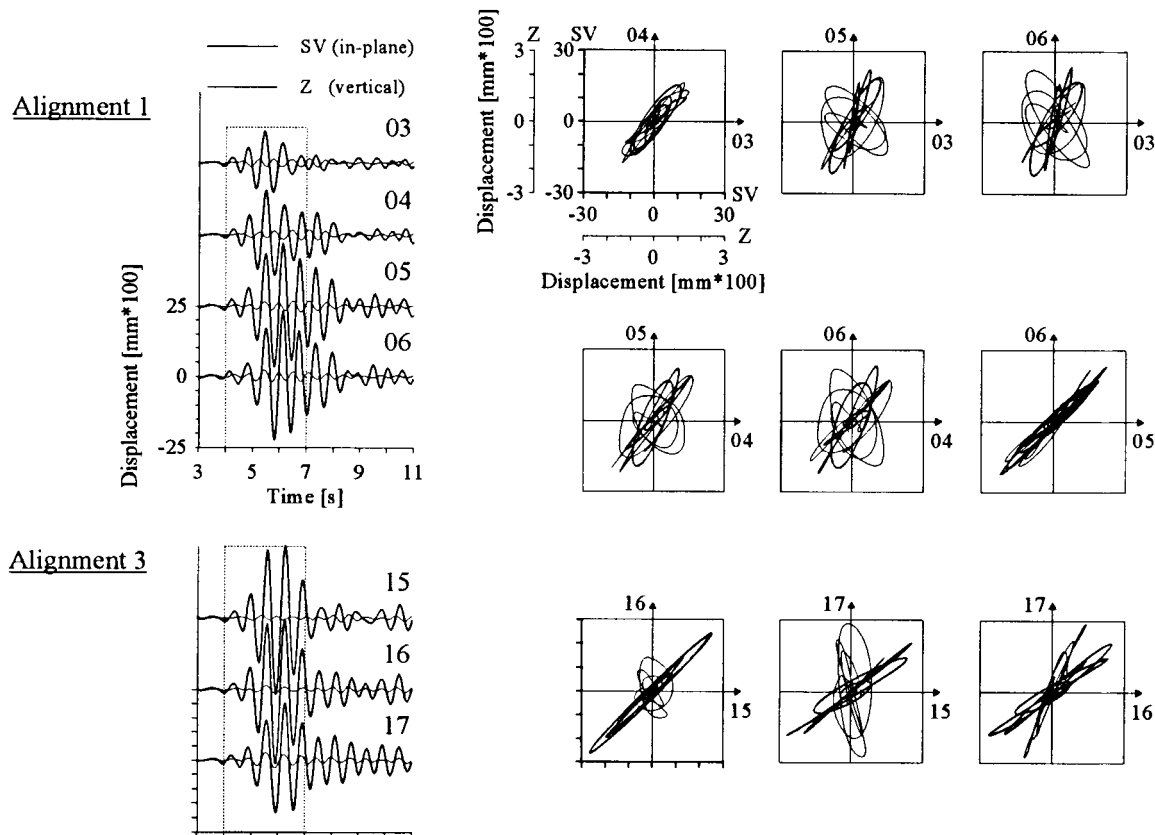 SV (in-plane)
Z (vertical)
Alignment 1
03
04
05
06
Displacement [mm*100]
25
0
-25
3 5 7 9 11
Time [s]
Z SV 04
3 30
0 0
-3 -30
Displacement [mm*100]
03
SV
-30 0 30
Z
-3 0 3
Displacement [mm*100]
05
03
06
03
05
04
06
04
06
05
Alignment 3
15
16
17
16
15
17
15
17
16